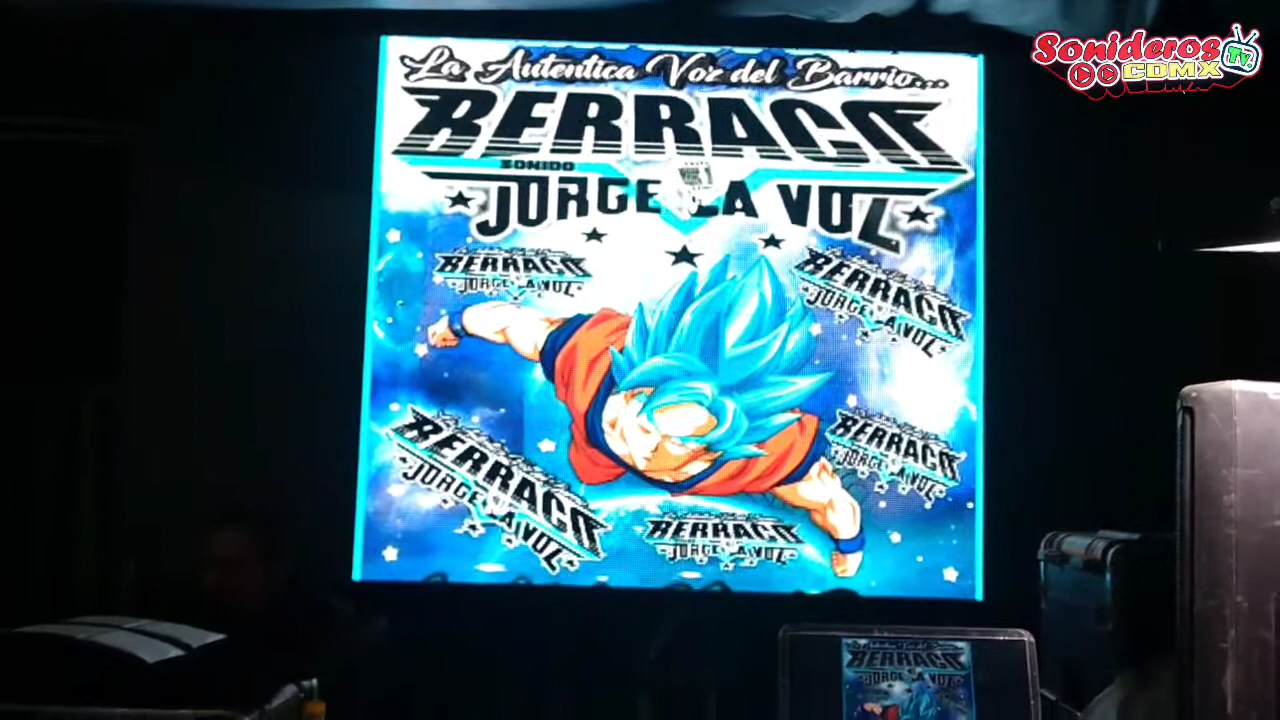 La Autentica Voz del Barrio...
BERRACO
SONIDO
JORGE LA VOZ
BERRACO
JORGE LA VOZ
BERRACO
JORGE LA VOZ
BERRACO
JORGE LA VOZ
BERRACO
JORGE LA VOZ
BERRACO
JORGE LA VOZ
BERRACO
JORGE LA VOZ
Sonideros TV
CDMX